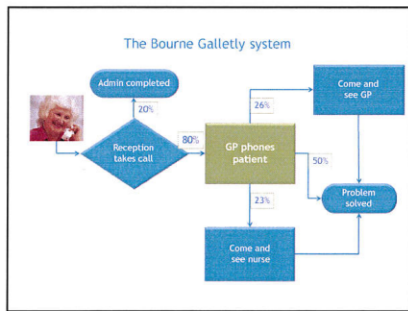 The Bourne Galletly system
Admin completed
Come and
see GP
20%
26%
Reception
takes call
80%
GP phones
patient
50%
23%
Problem
solved
Come and
see nurse